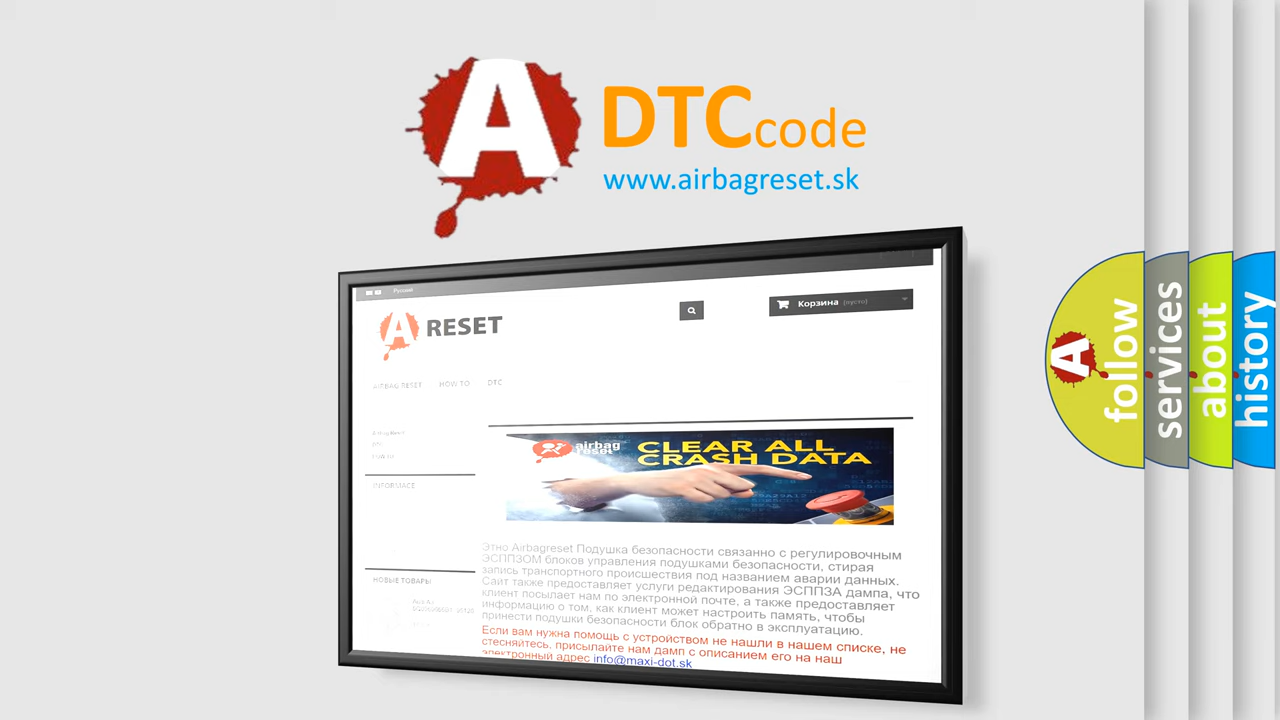 A
DTCcode
www.airbagreset.sk
Русский
A RESET
Корзина (пусто)
AIRBAG RESET HOW TO DTC
INFORMACE
airbag
reset
CLEAR ALL
CRASH DATA
Этно Airbagreset Подушка безопасности связанно с регулировочным
ЭСППЗОМ блоков управления подушками безопасности, стирая
запись транспортного происшествия под названием аварии данных.
Сайт также предоставляет услуги редактирования ЭСППЗА дампа, что
клиент посылает нам по электронной почте, а также предоставляет
информацию о том, как клиент может настроить память, чтобы
принести подушки безопасности блок обратно в эксплуатацию.
Если вам нужна помощь с устройством не нашли в нашем списке, не
стесняйтесь, присылайте нам дамп с описанием его на наш
электронный адрес info@maxi-dot.sk
НОВЫЕ ТОВАРЫ
A
follow
services
about
history